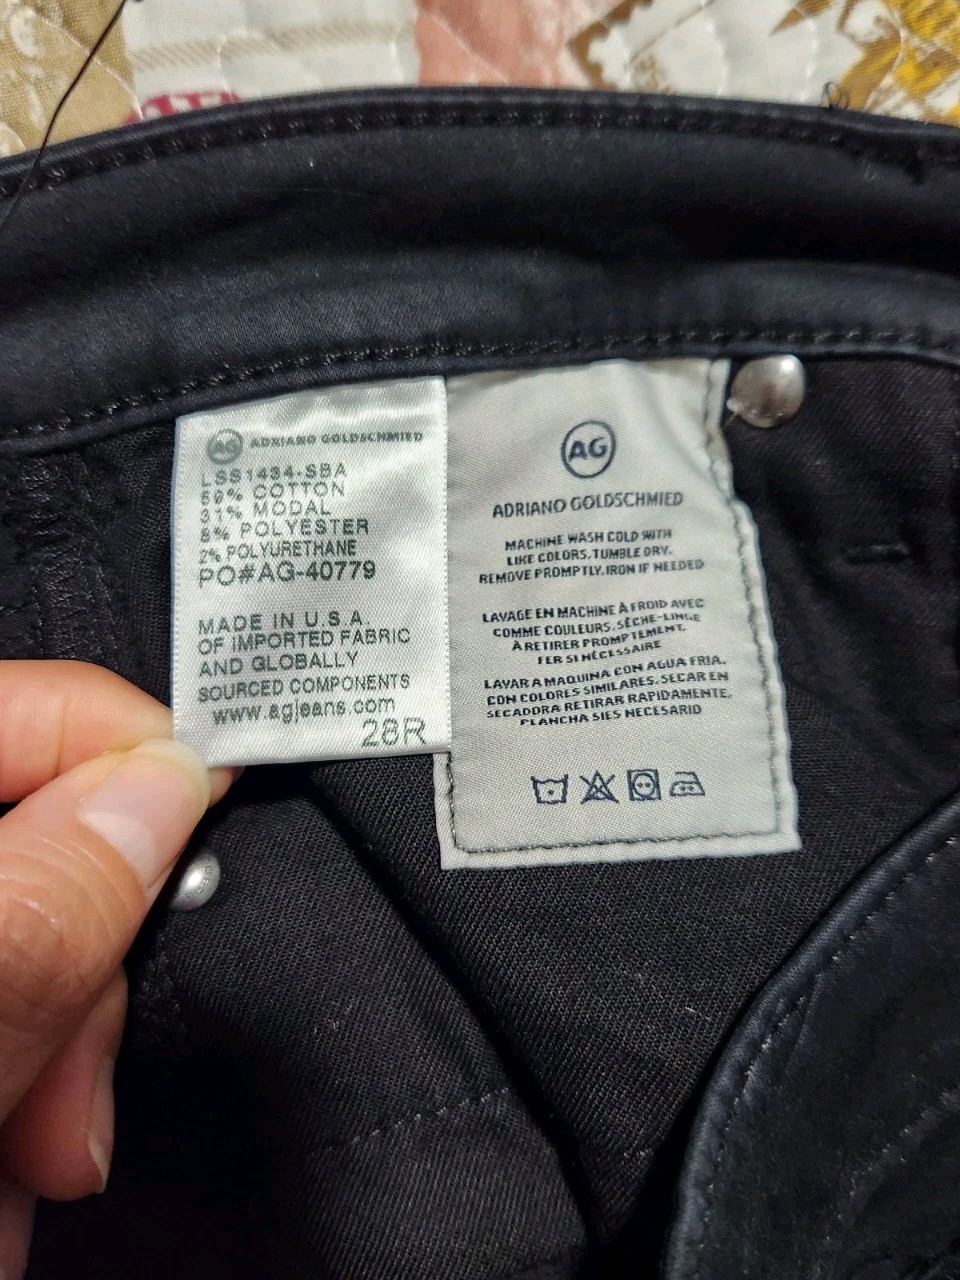 AG ADRIANO GOLDSCHMIED
LSS1434-SBA
59% COTTON
31% MODAL
8% POLYESTER
2% POLYURETHANE
PO#AG-40779
MADE IN U.S.A.
OF IMPORTED FABRIC
AND GLOBALLY
SOURCED COMPONENTS
www.agjeans.com
28R
AG
ADRIANO GOLDSCHMIED
MACHINE WASH COLD WITH
LIKE COLORS.TUMBLE DRY.
REMOVE PROMPTLY.IRON IF NEEDED
LAVAGE EN MACHINE À FROID AVEC
COMME COULEURS.SÉCHE-LINGE
À RETIRER PROMPTEMENT.
FER SI NÉCESSAIRE
LAVAR A MAQUINA CON AGUA FRIA.
CON COLORES SIMILARES.SECAR EN
SECADORA RETIRAR RAPIDAMENTE.
PLANCHA SIES NECESARID